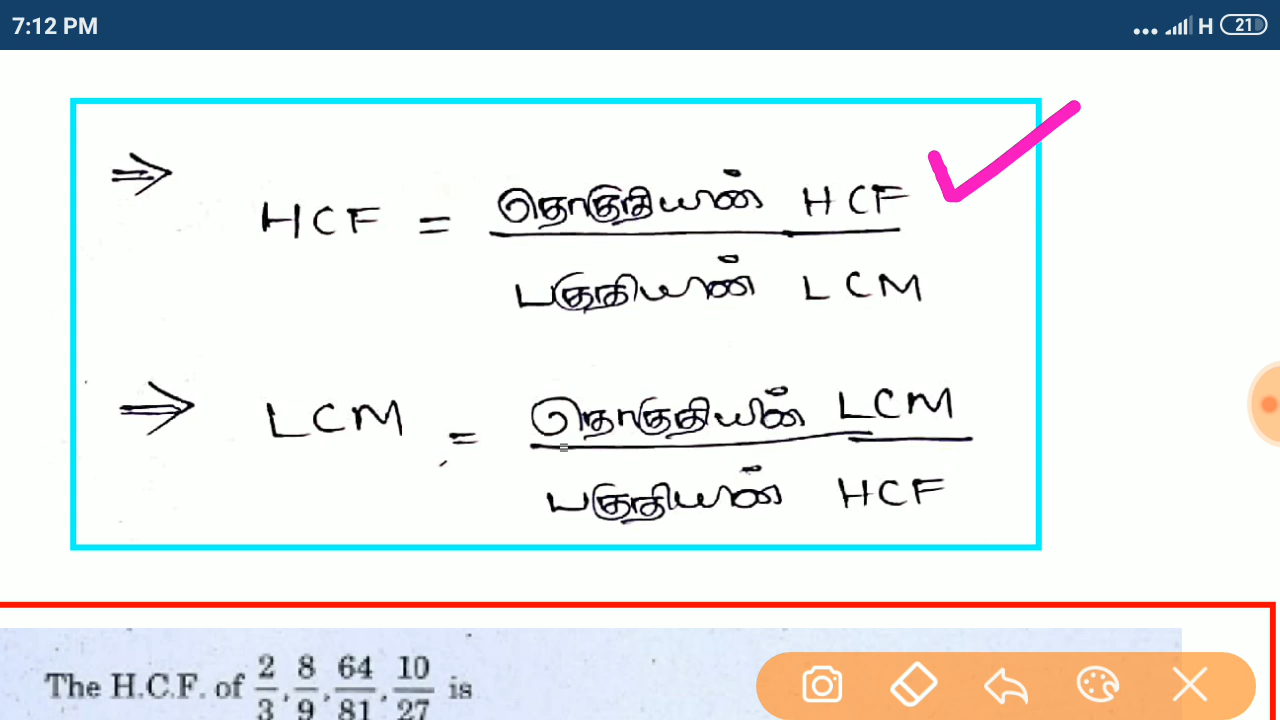 7:12 PM
H 21
⇒ HCF = தொகுதியின் HCF
பகுதியின் LCM
⇒ LCM = தொகுதியின் LCM
பகுதியின் HCF
The H.C.F. of 2/3, 8/9, 64/81, 10/27 is